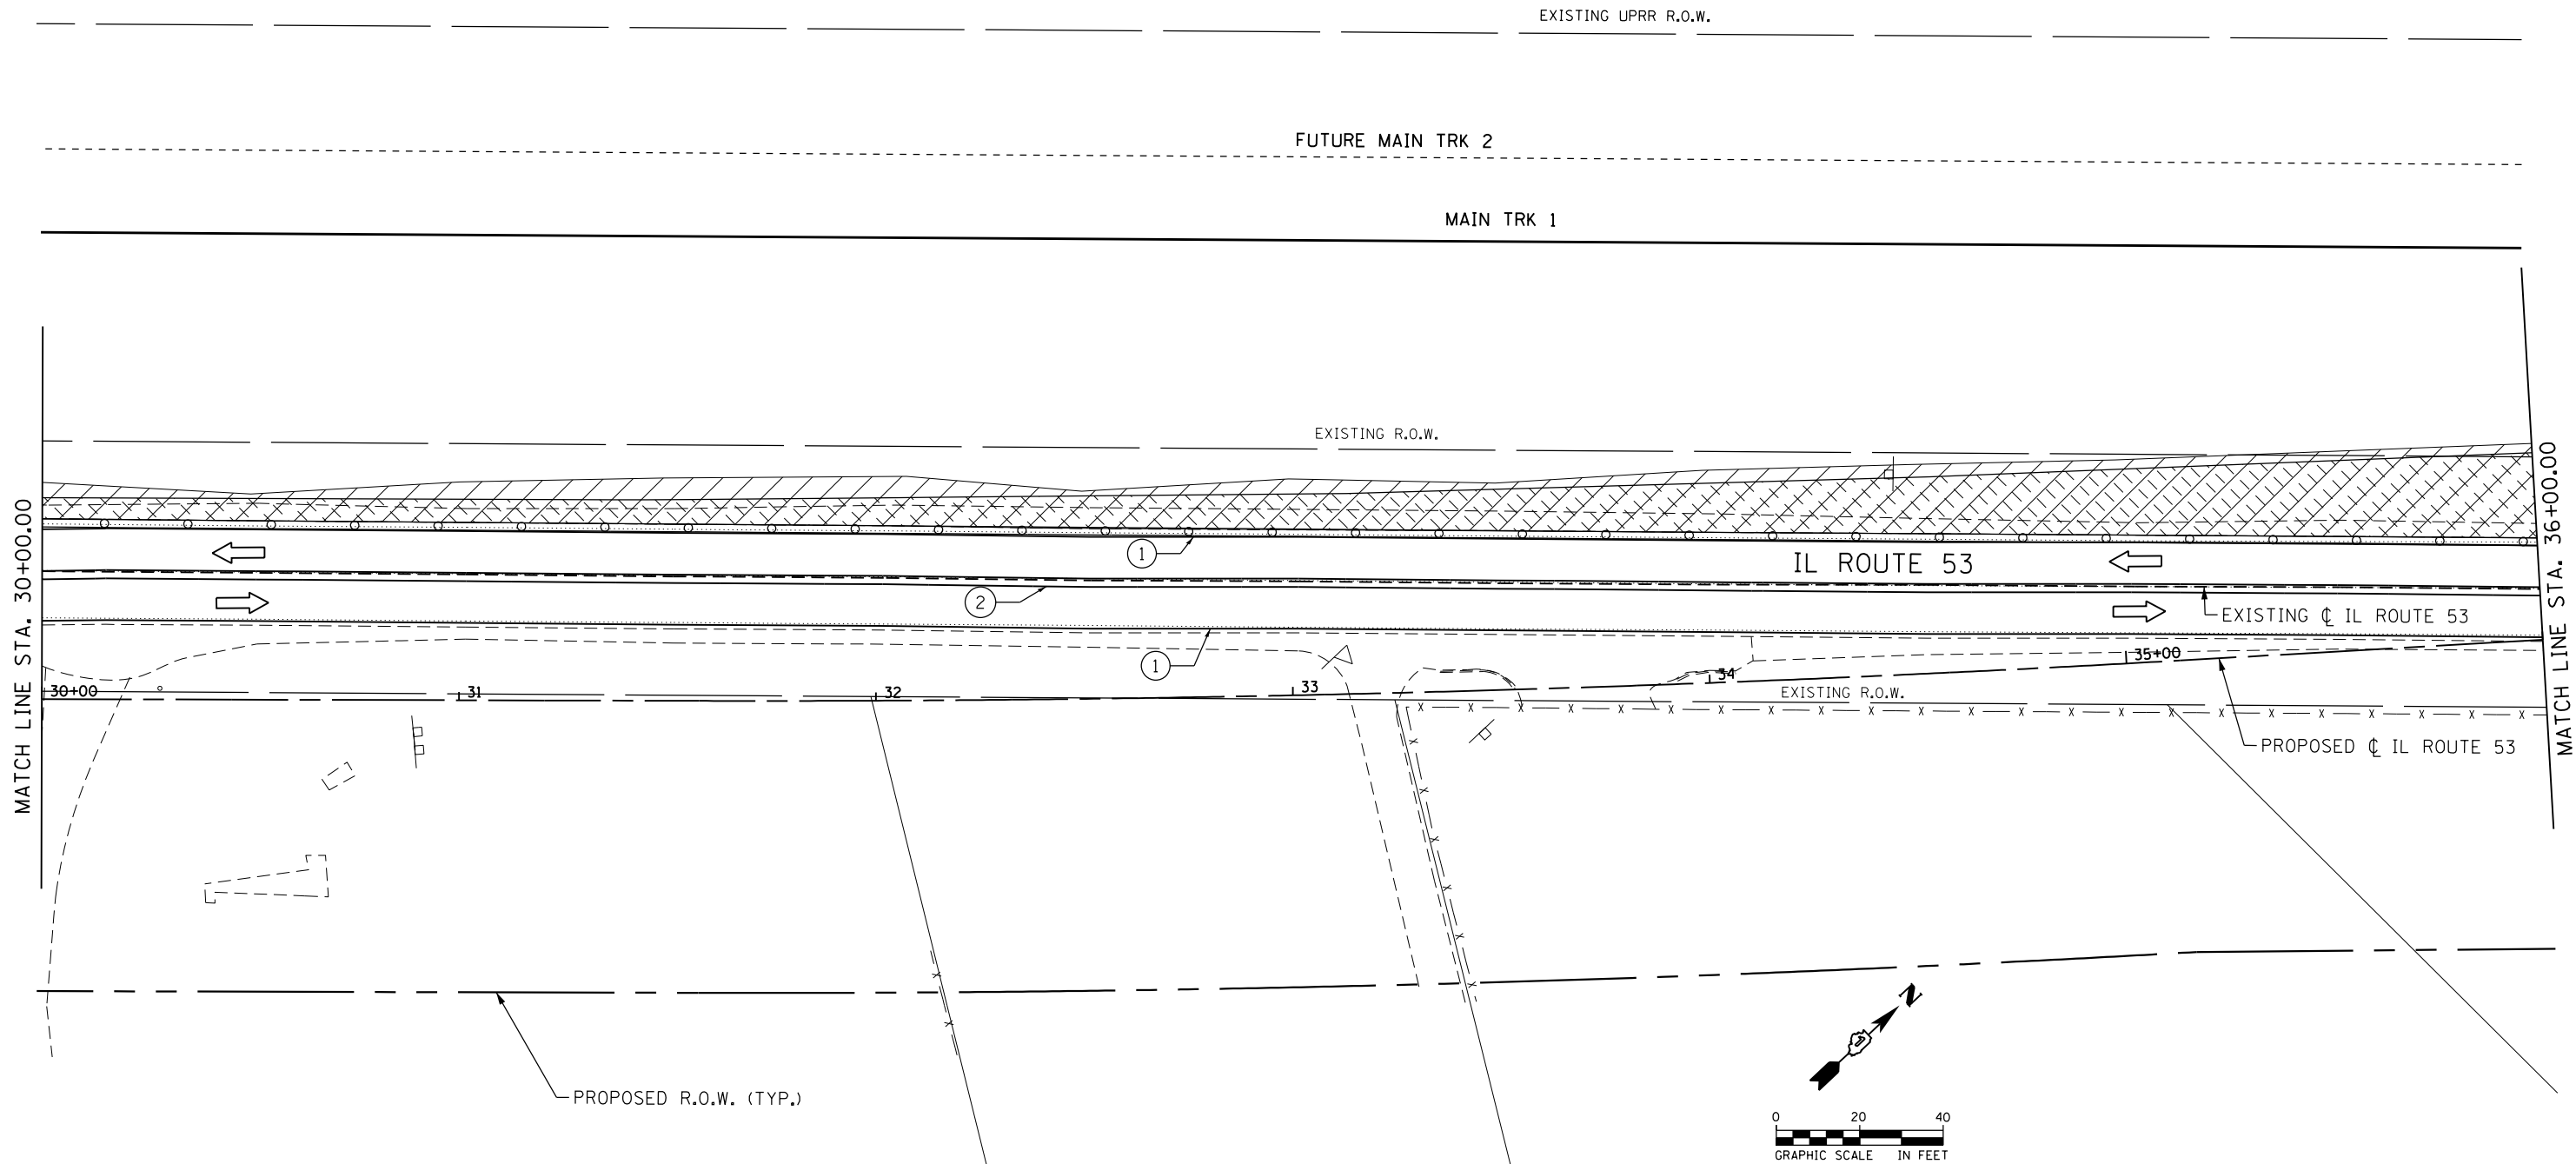 EXISTING UPRR R.O.W.
FUTURE MAIN TRK 2
MAIN TRK 1
EXISTING R.O.W.
MATCH LINE STA. 30+00.00
MATCH LINE STA. 36+00.00
1
IL ROUTE 53
2
EXISTING ℄ IL ROUTE 53
1
35+00
34
33
32
31
30+00
EXISTING R.O.W.
PROPOSED ℄ IL ROUTE 53
N
PROPOSED R.O.W. (TYP.)
0 20 40
GRAPHIC SCALE IN FEET